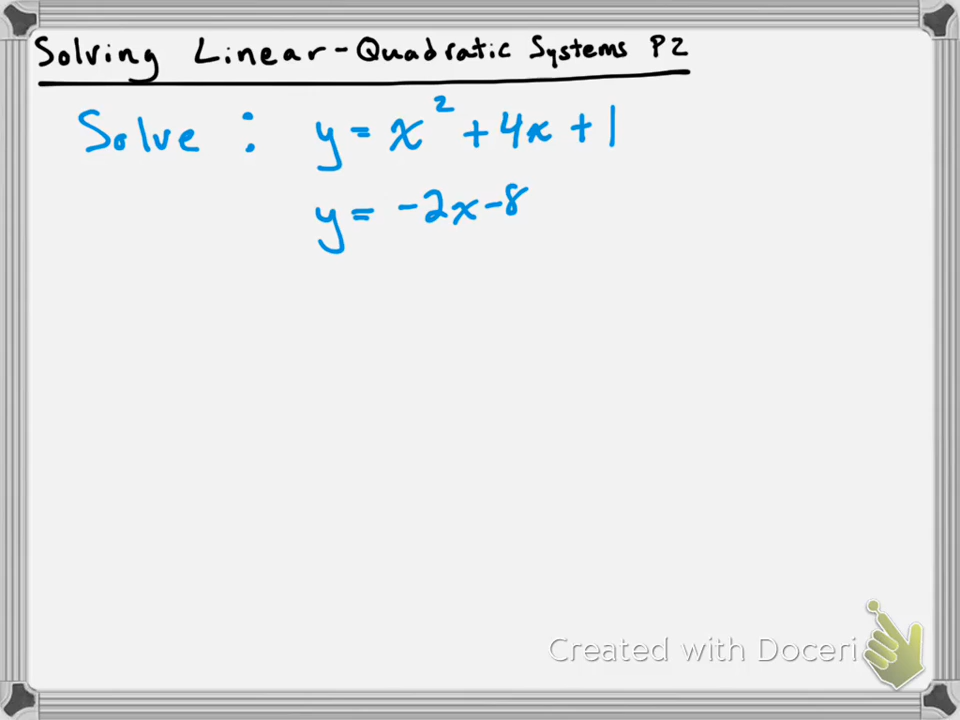 Solving Linear-Quadratic Systems P2
Solve : y = x² + 4x + 1
y = -2x - 8
Created with Doceri